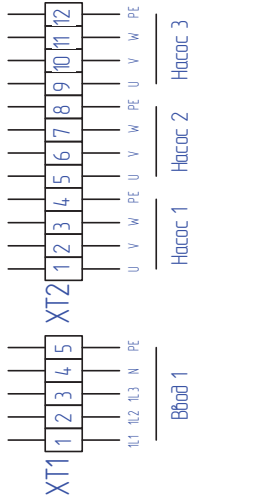 XT1
1 2 3 4 5
1L1 1L2 1L3 N PE
Ввод 1
XT2
1 2 3 4 5 6 7 8 9 10 11 12
U V W PE U V W PE U V W PE
Насос 1 Насос 2 Насос 3